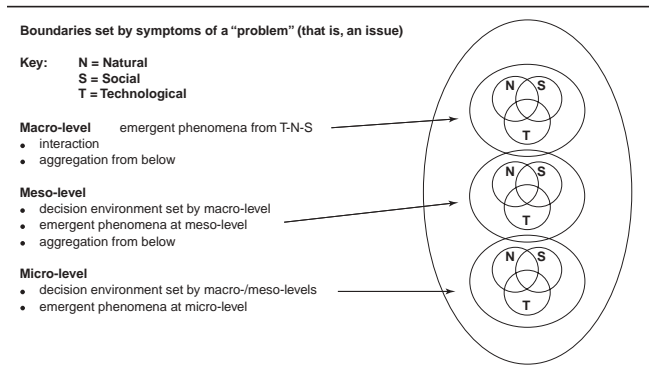 Boundaries set by symptoms of a “problem” (that is, an issue)
Key: N = Natural
S = Social
T = Technological
Macro-level emergent phenomena from T-N-S
• interaction
• aggregation from below
Meso-level
• decision environment set by macro-level
• emergent phenomena at meso-level
• aggregation from below
Micro-level
• decision environment set by macro-/meso-levels
• emergent phenomena at micro-level
N S
T
N S
T
N S
T